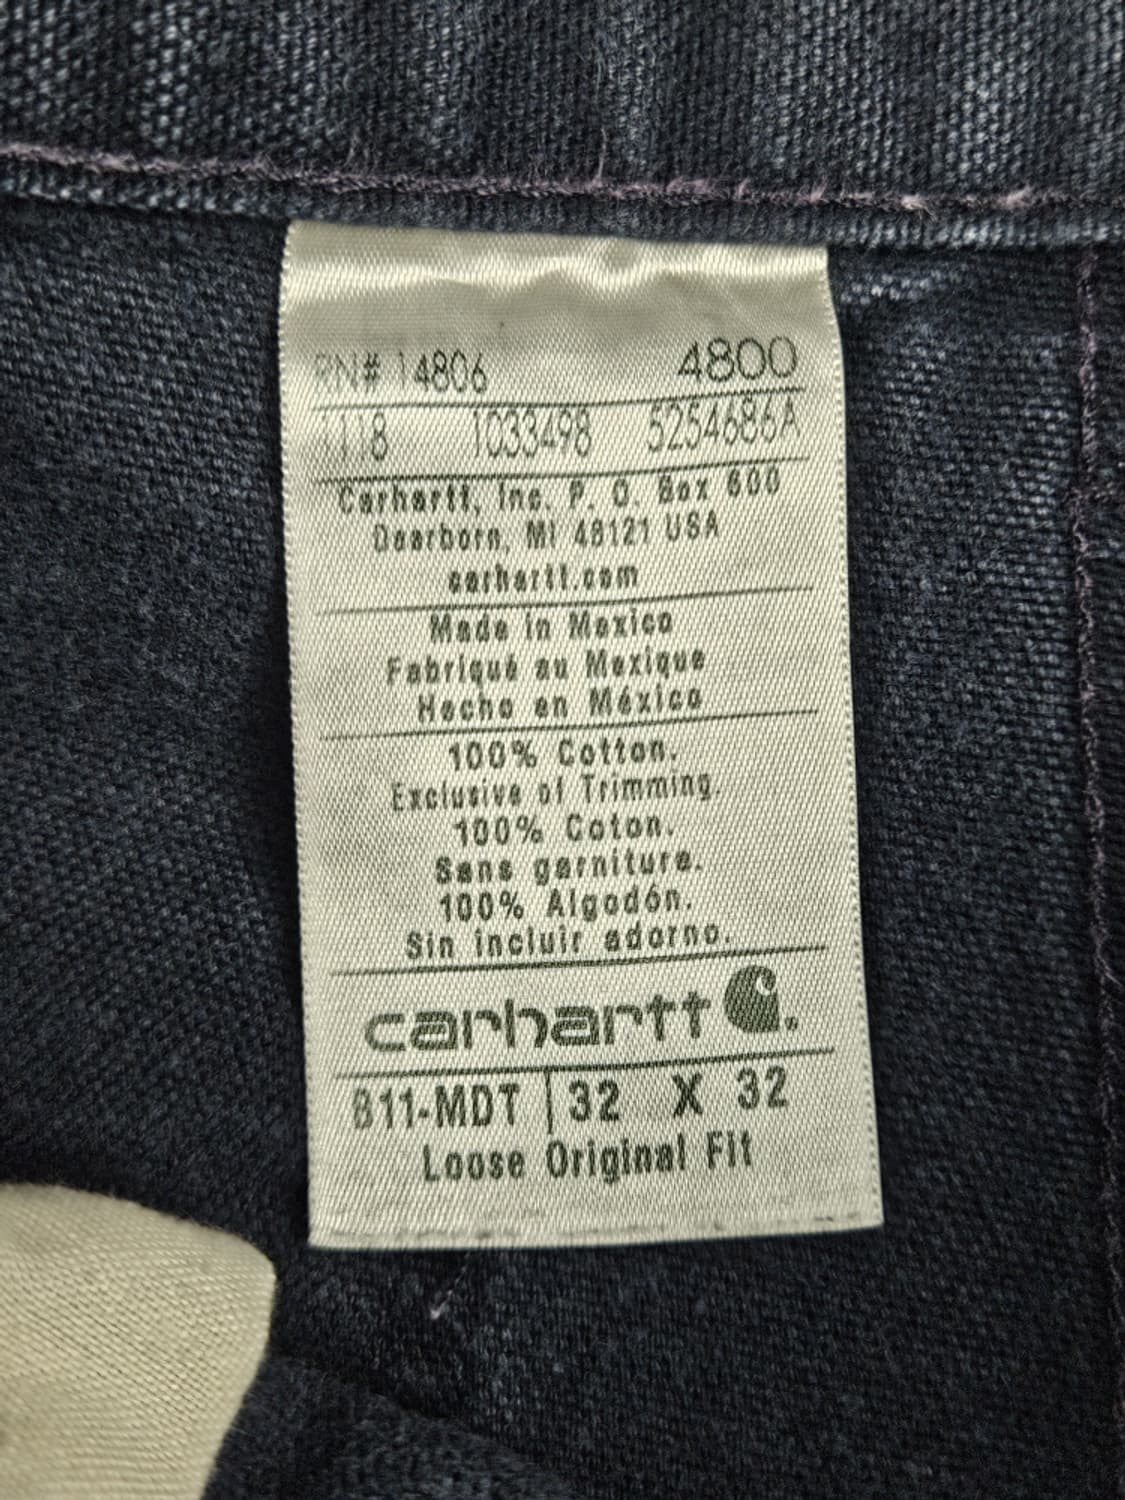 RN# 14806 4800
1118 1033498 5254686A
Carhartt, Inc. P. O. Box 600
Dearborn, MI 48121 USA
carhartt.com
Made in Mexico
Fabriqué au Mexique
Hecho en México
100% Cotton.
Exclusive of Trimming.
100% Coton.
Sans garniture.
100% Algodón.
Sin incluir adorno.
carhartt
B11-MDT | 32 X 32
Loose Original Fit